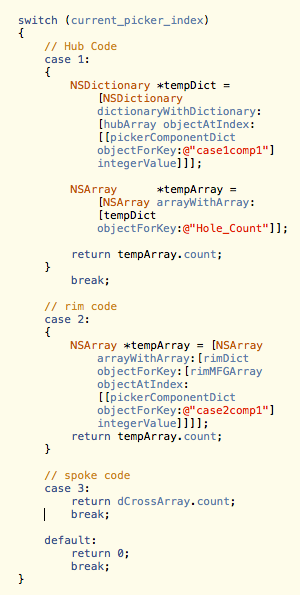 switch (current_picker_index)
{
    // Hub Code
    case 1:
    {
        NSDictionary *tempDict =
            [NSDictionary
            dictionaryWithDictionary:
            [hubArray objectAtIndex:
            [[pickerComponentDict
            objectForKey:@"case1comp1"]
            integerValue]]];

        NSArray      *tempArray =
            [NSArray arrayWithArray:
            [tempDict
            objectForKey:@"Hole_Count"]];

        return tempArray.count;
    }
        break;

    // rim code
    case 2:
    {
        NSArray *tempArray = [NSArray
            arrayWithArray:[rimDict
            objectForKey:[rimMFGArray
            objectAtIndex:
            [[pickerComponentDict
            objectForKey:@"case2comp1"]
            integerValue]]]];
        return tempArray.count;
    }

    // spoke code
    case 3:
        return dCrossArray.count;
        break;

    default:
        return 0;
        break;
}